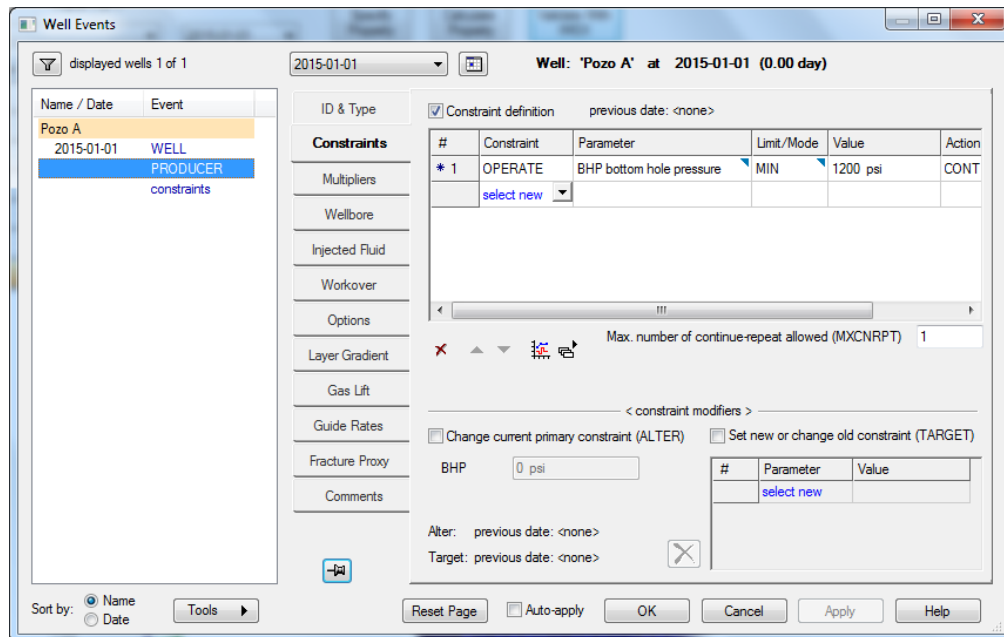 Well Events
displayed wells 1 of 1
2015-01-01
Well: 'Pozo A' at 2015-01-01 (0.00 day)
Name / Date Event
Pozo A
2015-01-01 WELL
PRODUCER
constraints
ID & Type
Constraints
Multipliers
Wellbore
Injected Fluid
Workover
Options
Layer Gradient
Gas Lift
Guide Rates
Fracture Proxy
Comments
Constraint definition previous date: <none>
# Constraint Parameter Limit/Mode Value Action
* 1 OPERATE BHP bottom hole pressure MIN 1200 psi CONT
select new
Max. number of continue-repeat allowed (MXCNRPT) 1
< constraint modifiers >
Change current primary constraint (ALTER)
BHP 0 psi
Set new or change old constraint (TARGET)
# Parameter Value
select new
Alter: previous date: <none>
Target: previous date: <none>
Sort by: Name
Date
Tools
Reset Page Auto-apply OK Cancel Apply Help